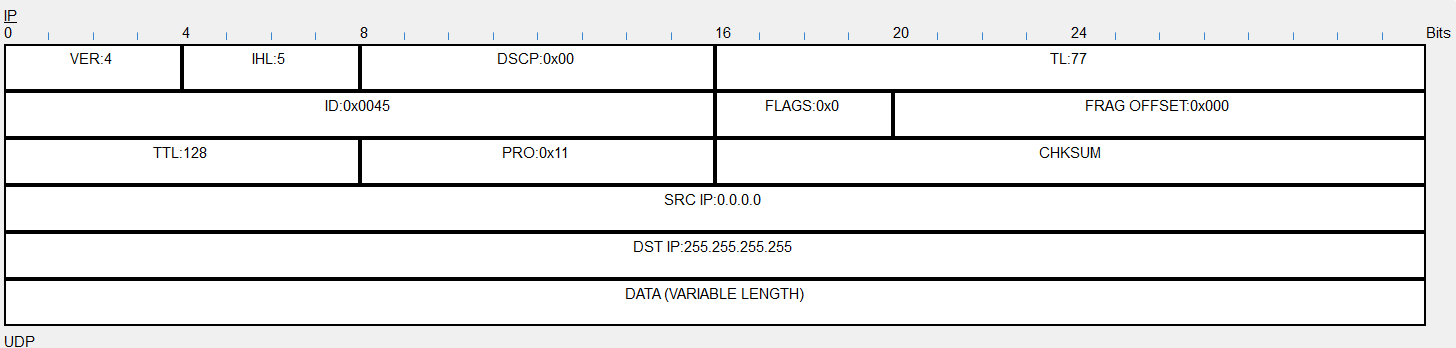 IP
0 4 8 16 20 24 Bits
VER:4 IHL:5 DSCP:0x00 TL:77
ID:0x0045 FLAGS:0x0 FRAG OFFSET:0x000
TTL:128 PRO:0x11 CHKSUM
SRC IP:0.0.0.0
DST IP:255.255.255.255
DATA (VARIABLE LENGTH)
UDP